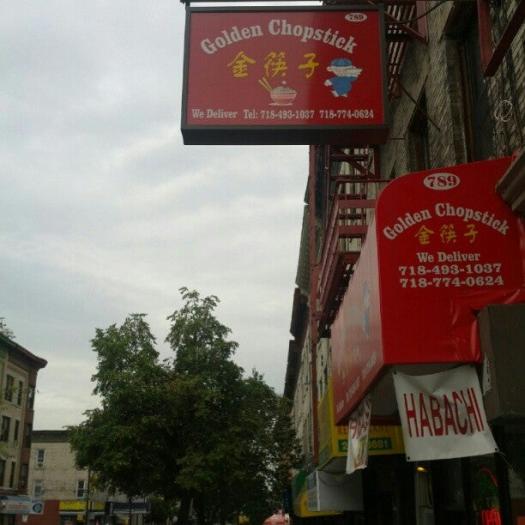 789
Golden Chopstick
金筷子
We Deliver Tel: 718-493-1037 718-774-0624
789
Golden Chopstick
金筷子
We Deliver
718-493-1037
718-774-0624
HABACHI